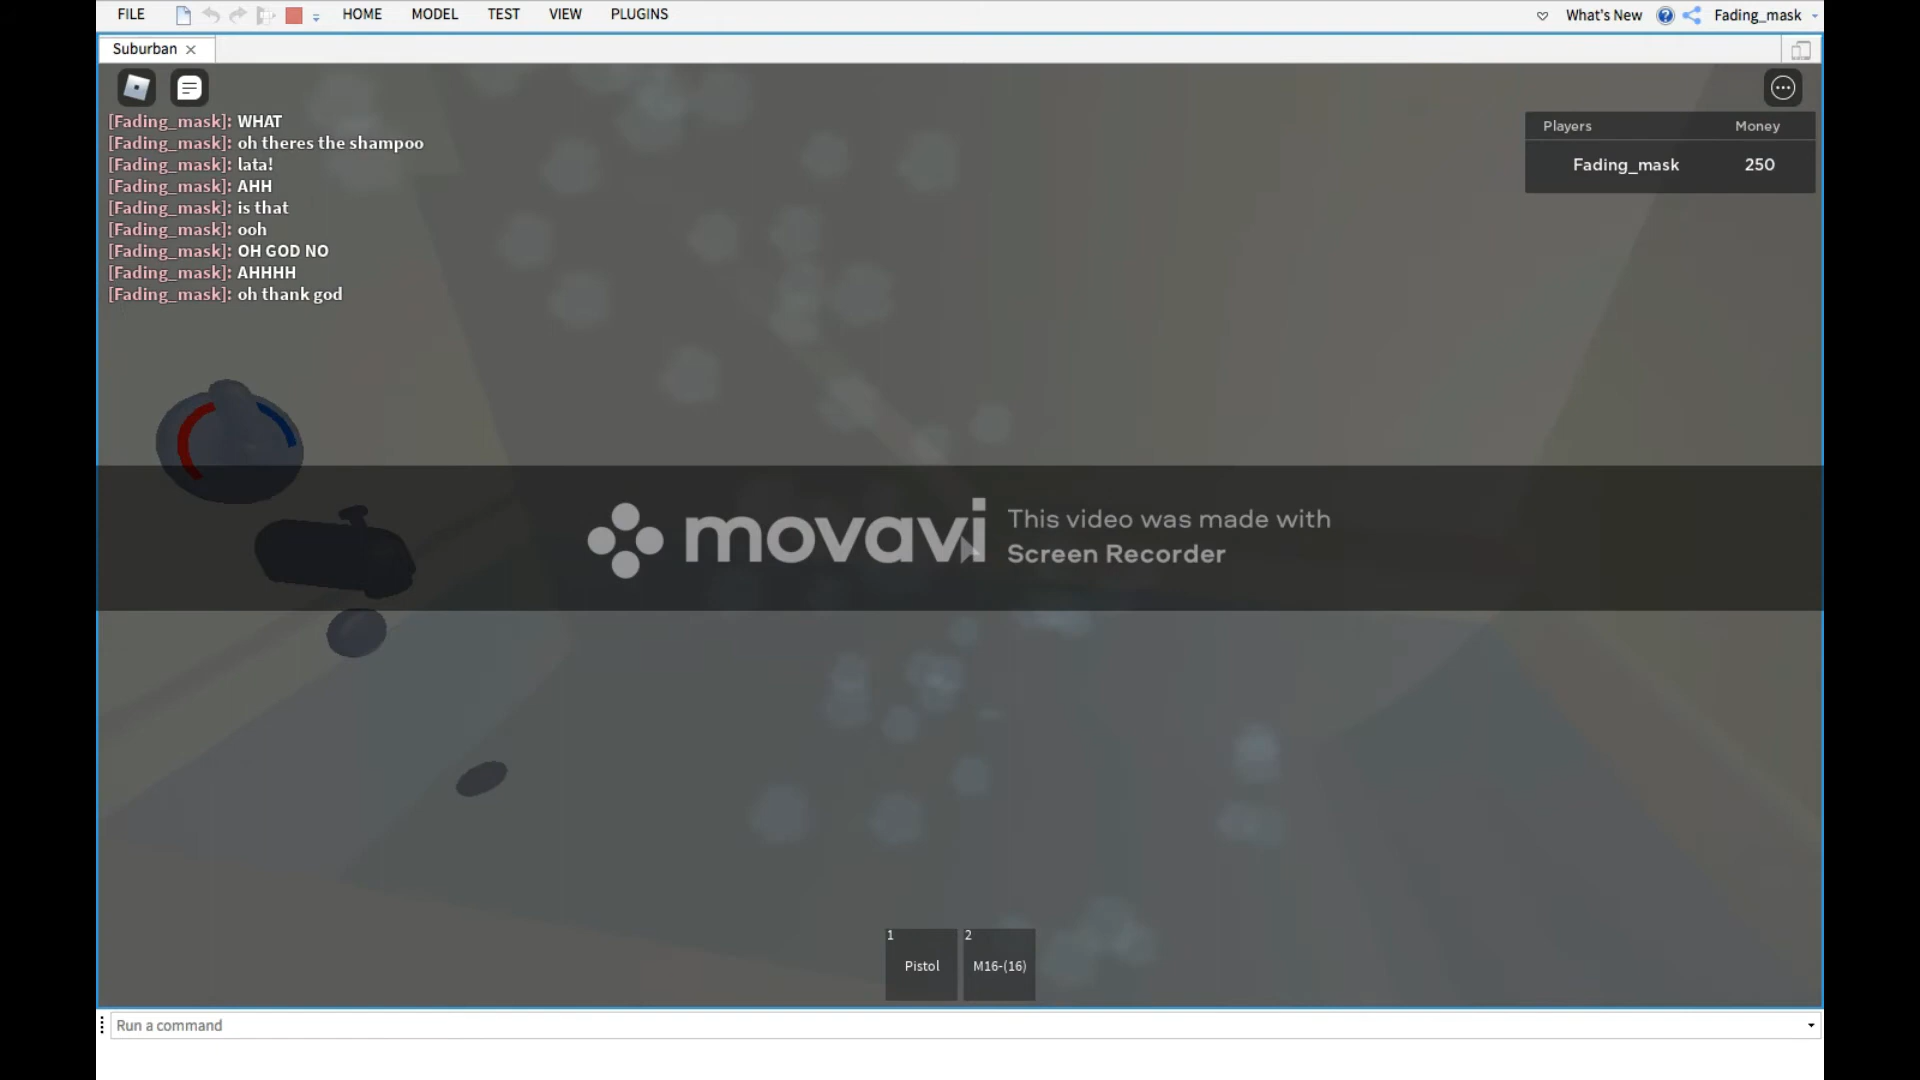 FILE HOME MODEL TEST VIEW PLUGINS What's New Fading_mask
Suburban
[Fading_mask]: WHAT
[Fading_mask]: oh theres the shampoo
[Fading_mask]: lata!
[Fading_mask]: AHH
[Fading_mask]: is that
[Fading_mask]: ooh
[Fading_mask]: OH GOD NO
[Fading_mask]: AHHHH
[Fading_mask]: oh thank god
Players Money
Fading_mask 250
movavi
This video was made with
Screen Recorder
1 2
Pistol M16-(16)
Run a command